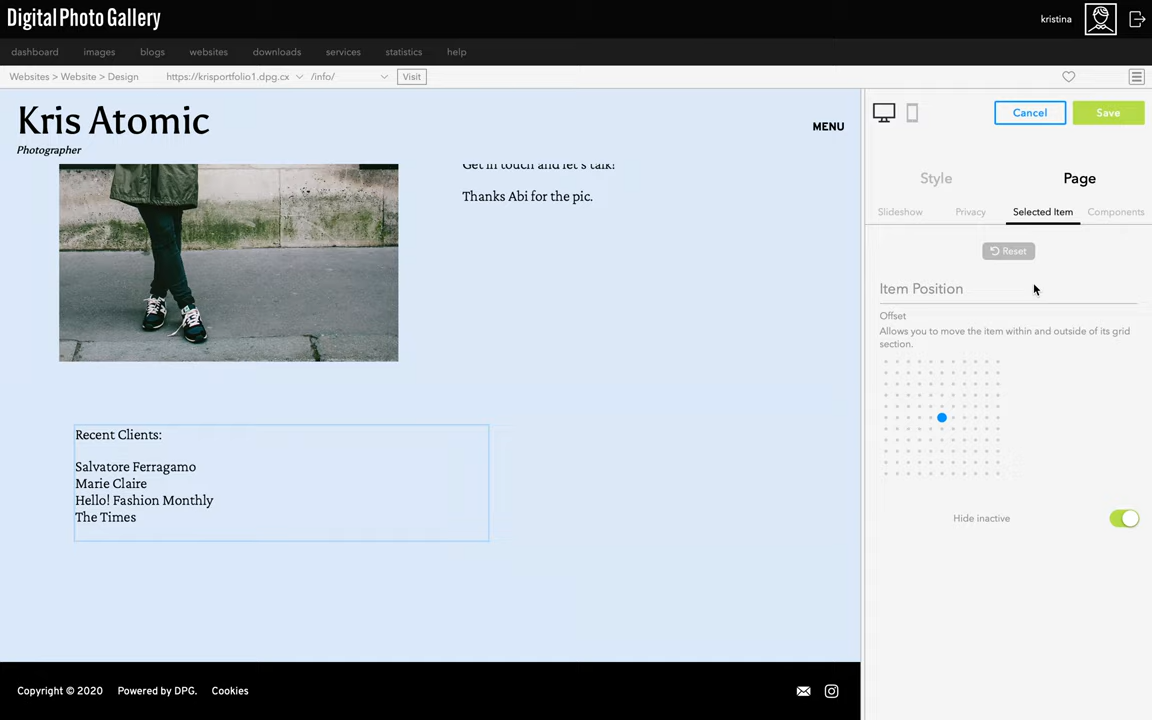 Digital Photo Gallery
kristina
dashboard images blogs websites downloads services statistics help
Websites > Website > Design https://krisportfolio1.dpg.cx /info/ Visit
Kris Atomic
Photographer
MENU
Get in touch and let's talk!
Thanks Abi for the pic.
Recent Clients:
Salvatore Ferragamo
Marie Claire
Hello! Fashion Monthly
The Times
Copyright © 2020 Powered by DPG. Cookies
Cancel Save
Style Page
Slideshow Privacy Selected Item Components
Reset
Item Position
Offset
Allows you to move the item within and outside of its grid
section.
Hide inactive